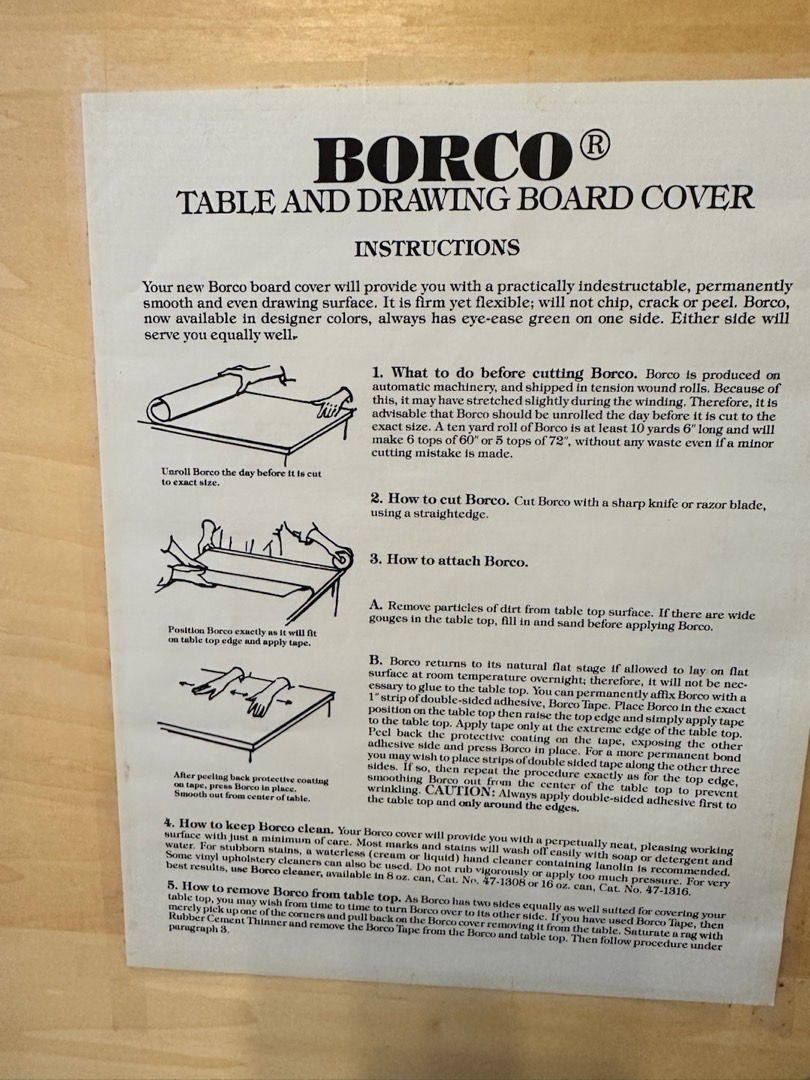 BORCO®
TABLE AND DRAWING BOARD COVER
INSTRUCTIONS
Your new Borco board cover will provide you with a practically indestructable, permanently
smooth and even drawing surface. It is firm yet flexible; will not chip, crack or peel. Borco,
now available in designer colors, always has eye-ease green on one side. Either side will
serve you equally well.
Unroll Borco the day before it is cut
to exact size.
1. What to do before cutting Borco. Borco is produced on
automatic machinery, and shipped in tension wound rolls. Because of
this, it may have stretched slightly during the winding. Therefore, it is
advisable that Borco should be unrolled the day before it is cut to the
exact size. A ten yard roll of Borco is at least 10 yards 6" long and will
make 6 tops of 60" or 5 tops of 72", without any waste even if a minor
cutting mistake is made.
2. How to cut Borco. Cut Borco with a sharp knife or razor blade,
using a straightedge.
Position Borco exactly as it will fit
on table top edge and apply tape.
3. How to attach Borco.
A. Remove particles of dirt from table top surface. If there are wide
gouges in the table top, fill in and sand before applying Borco.
After peeling back protective coating
on tape, press Borco in place.
Smooth out from center of table.
B. Borco returns to its natural flat stage if allowed to lay on flat
surface at room temperature overnight; therefore, it will not be nec-
essary to glue to the table top. You can permanently affix Borco with a
1" strip of double-sided adhesive, Borco Tape. Place Borco in the exact
position on the table top then raise the top edge and simply apply tape
to the table top. Apply tape only at the extreme edge of the table top.
Peel back the protective coating on the tape, exposing the other
adhesive side and press Borco in place. For a more permanent bond
you may wish to place strips of double sided tape along the other three
sides. If so, then repeat the procedure exactly as for the top edge,
smoothing Borco out from the center of the table top to prevent
wrinkling. CAUTION: Always apply double-sided adhesive first to
the table top and only around the edges.
4. How to keep Borco clean. Your Borco cover will provide you with a perpetually neat, pleasing working
surface with just a minimum of care. Most marks and stains will wash off easily with soap or detergent and
water. For stubborn stains, a waterless (cream or liquid) hand cleaner containing lanolin is recommended.
Some vinyl upholstery cleaners can also be used. Do not rub vigorously or apply too much pressure. For very
best results, use Borco cleaner, available in 8 oz. can, Cat. No. 47-1308 or 16 oz. can, Cat. No. 47-1316.
5. How to remove Borco from table top. As Borco has two sides equally as well suited for covering your
table top, you may wish from time to time to turn Borco over to its other side. If you have used Borco Tape, then
merely pick up one of the corners and pull back on the Borco cover removing it from the table. Saturate a rag with
Rubber Cement Thinner and remove the Borco Tape from the Borco and table top. Then follow procedure under
paragraph 3.